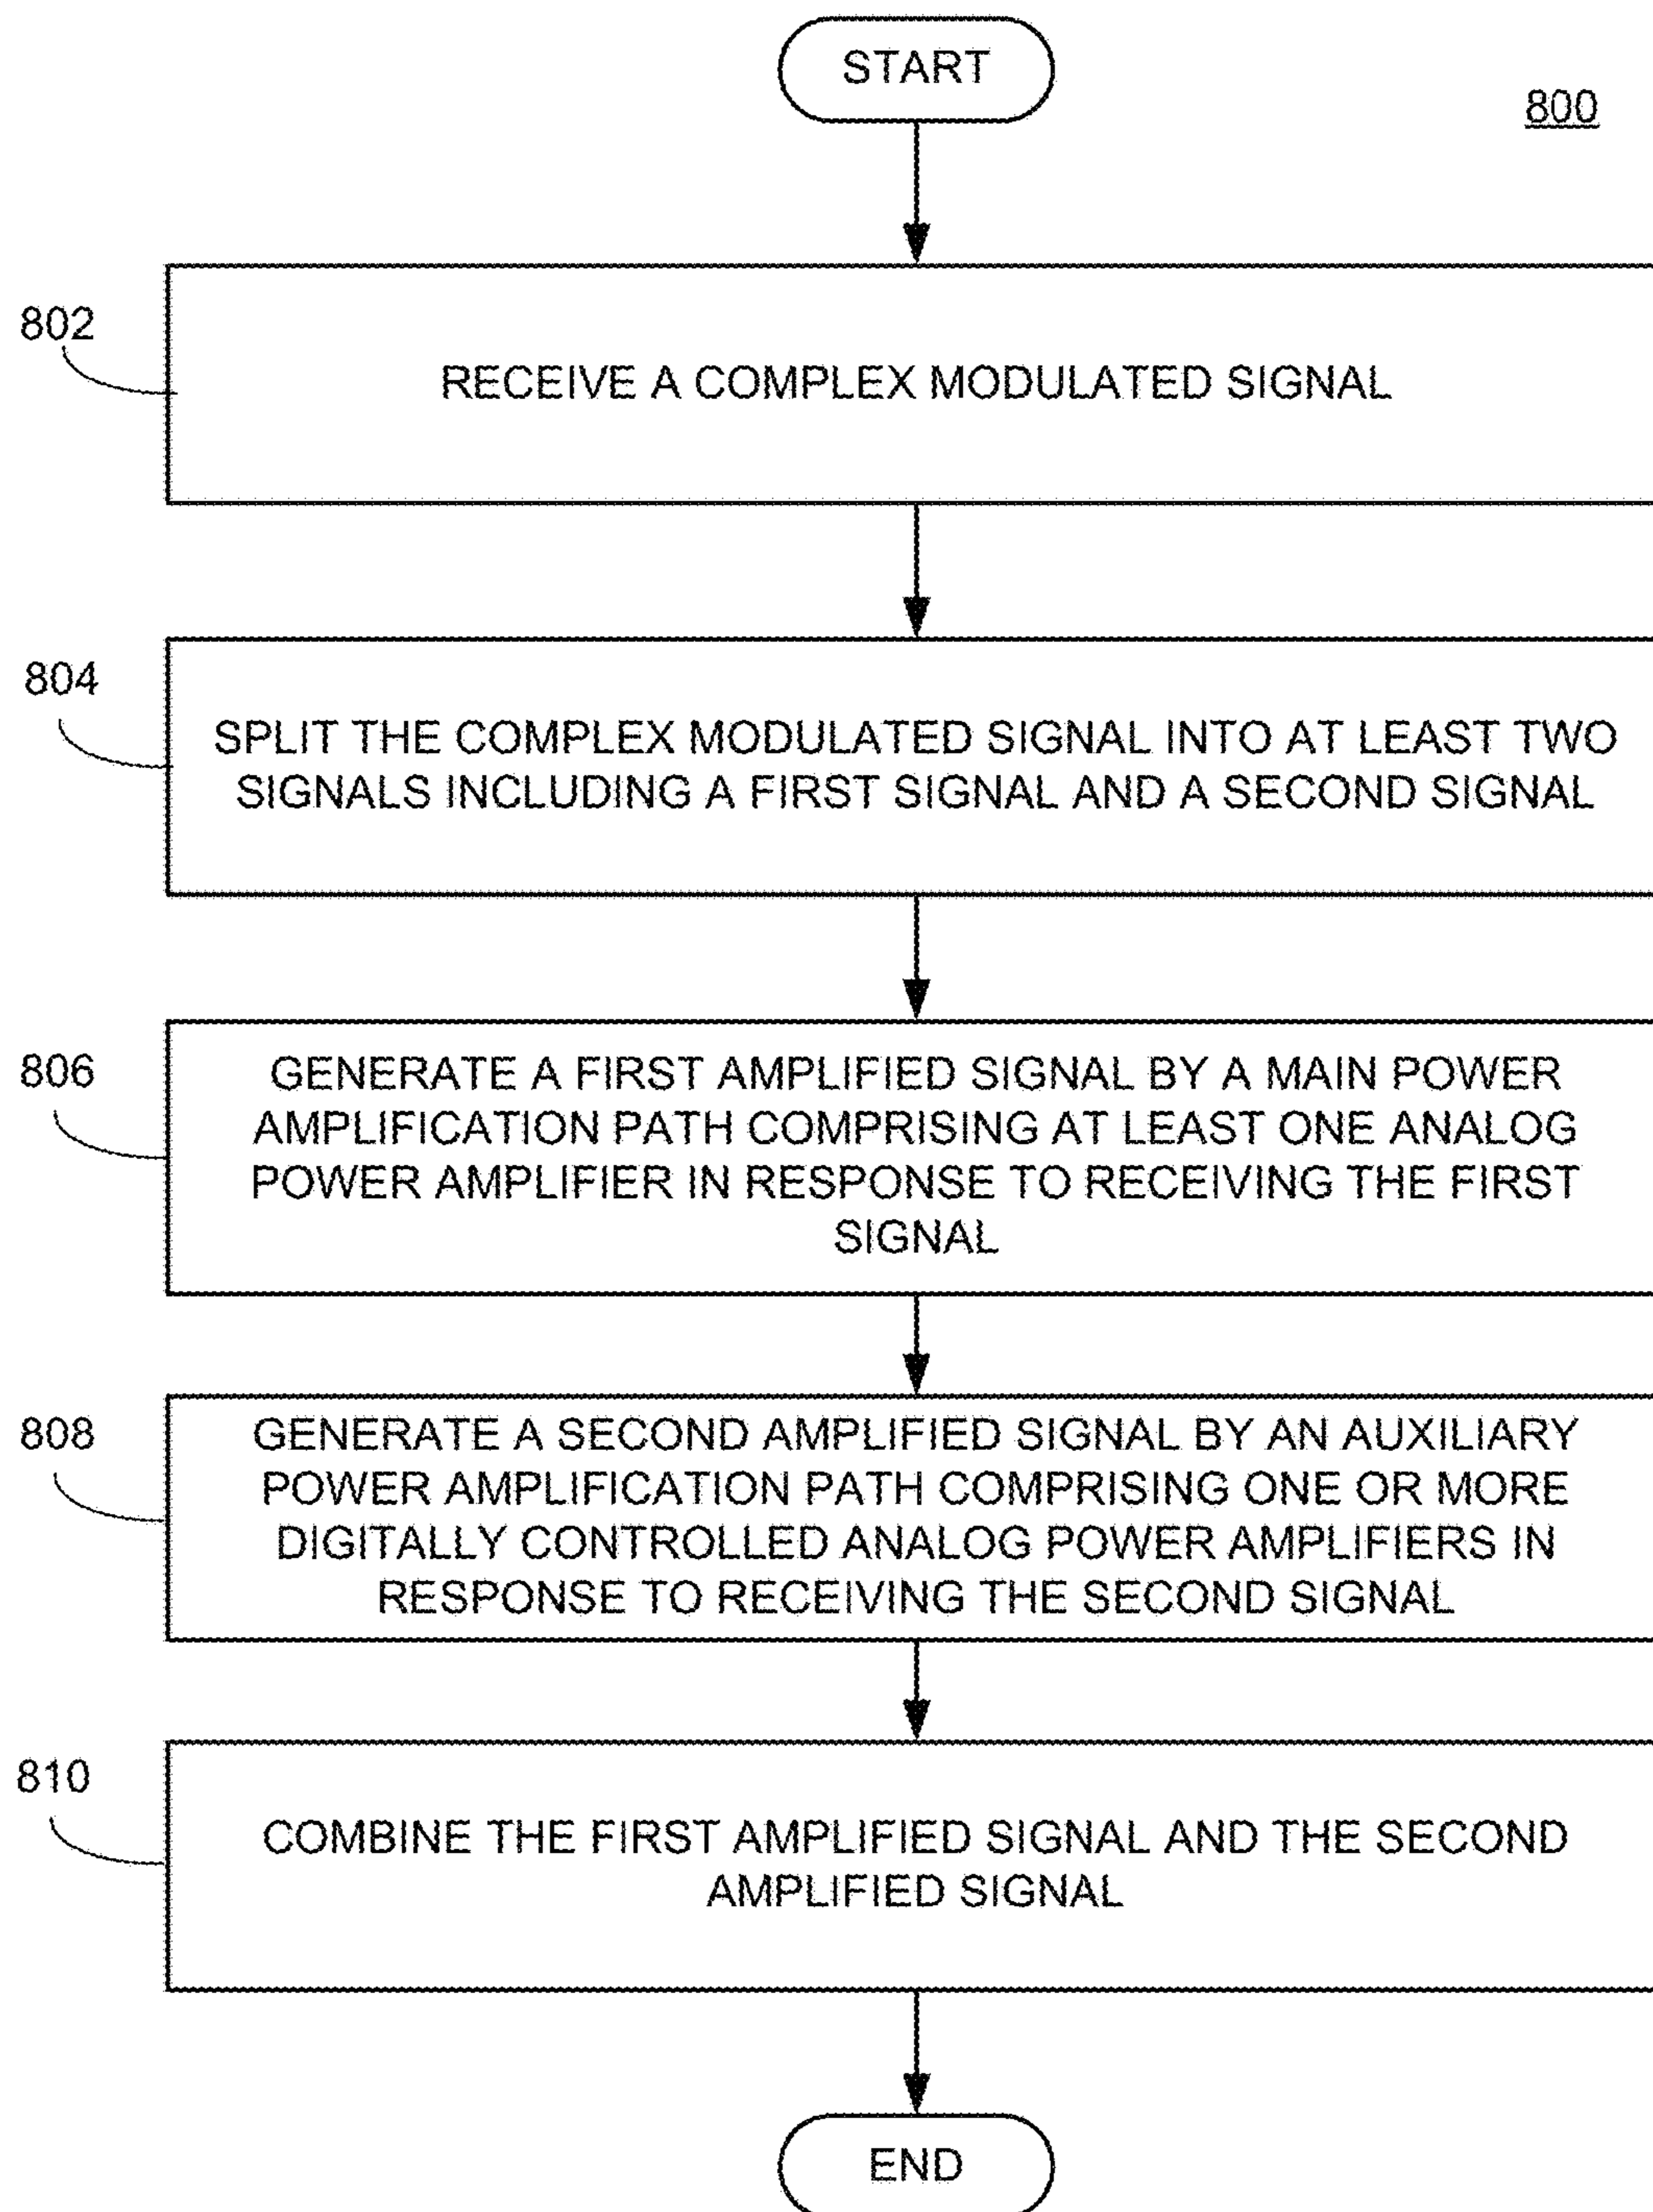 START
800
802
RECEIVE A COMPLEX MODULATED SIGNAL
804
SPLIT THE COMPLEX MODULATED SIGNAL INTO AT LEAST TWO
SIGNALS INCLUDING A FIRST SIGNAL AND A SECOND SIGNAL
806
GENERATE A FIRST AMPLIFIED SIGNAL BY A MAIN POWER
AMPLIFICATION PATH COMPRISING AT LEAST ONE ANALOG
POWER AMPLIFIER IN RESPONSE TO RECEIVING THE FIRST
SIGNAL
808
GENERATE A SECOND AMPLIFIED SIGNAL BY AN AUXILIARY
POWER AMPLIFICATION PATH COMPRISING ONE OR MORE
DIGITALLY CONTROLLED ANALOG POWER AMPLIFIERS IN
RESPONSE TO RECEIVING THE SECOND SIGNAL
810
COMBINE THE FIRST AMPLIFIED SIGNAL AND THE SECOND
AMPLIFIED SIGNAL
END